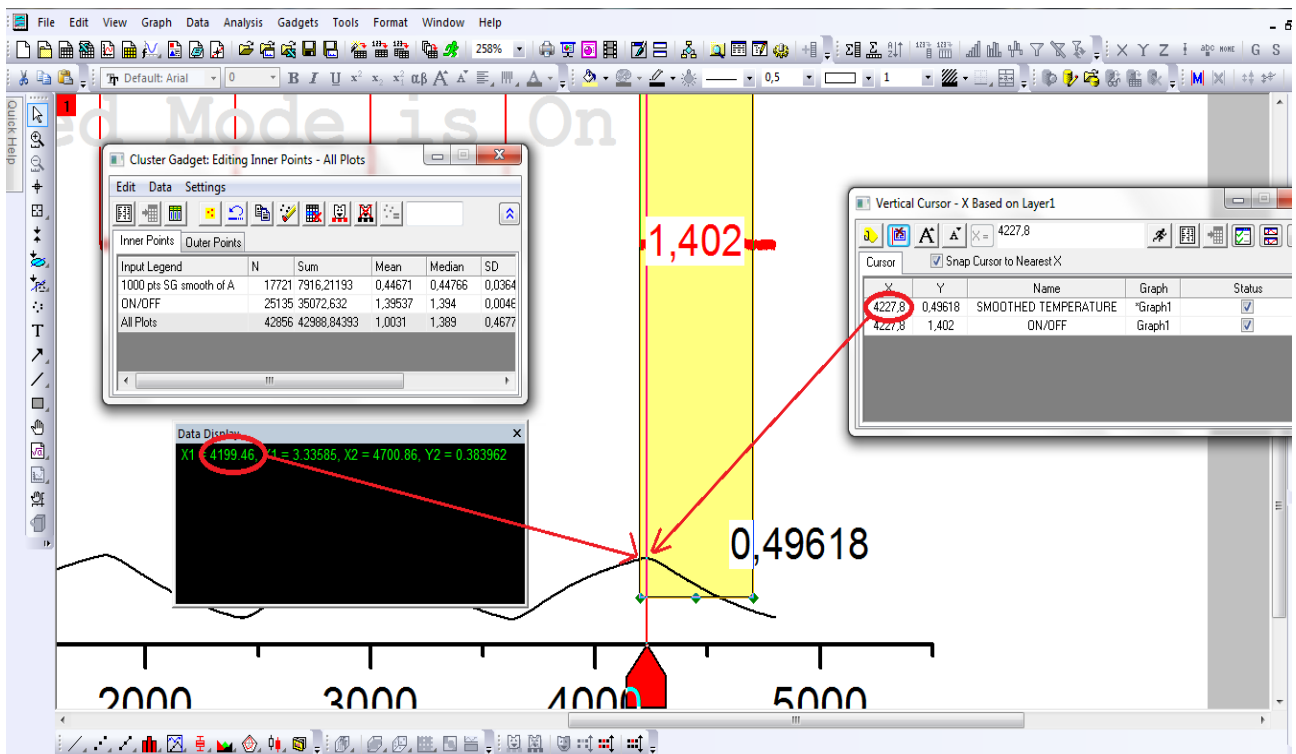 File Edit View Graph Data Analysis Gadgets Tools Format Window Help
258%
X Y Z
G S
Default: Arial 0 B I U x² x₂ αβ A A 0,5 1
Quick Help
1
ed Mode is On
Cluster Gadget: Editing Inner Points - All Plots
Edit Data Settings
Inner Points Outer Points
Input Legend N Sum Mean Median SD
1000 pts SG smooth of A 17721 7916,21193 0,44671 0,44766 0,0364
ON/OFF 25135 35072,632 1,39537 1,394 0,0046
All Plots 42856 42988,84393 1,0031 1,389 0,4677
Data Display
X1 = 4199.46, Y1 = 3.33585, X2 = 4700.86, Y2 = 0.383962
1,402
Vertical Cursor - X Based on Layer1
X= 4227,8
Cursor Snap Cursor to Nearest X
X Y Name Graph Status
4227,8 0,49618 SMOOTHED TEMPERATURE *Graph1
4227,8 1,402 ON/OFF Graph1
0,49618
2000 3000 4000 5000